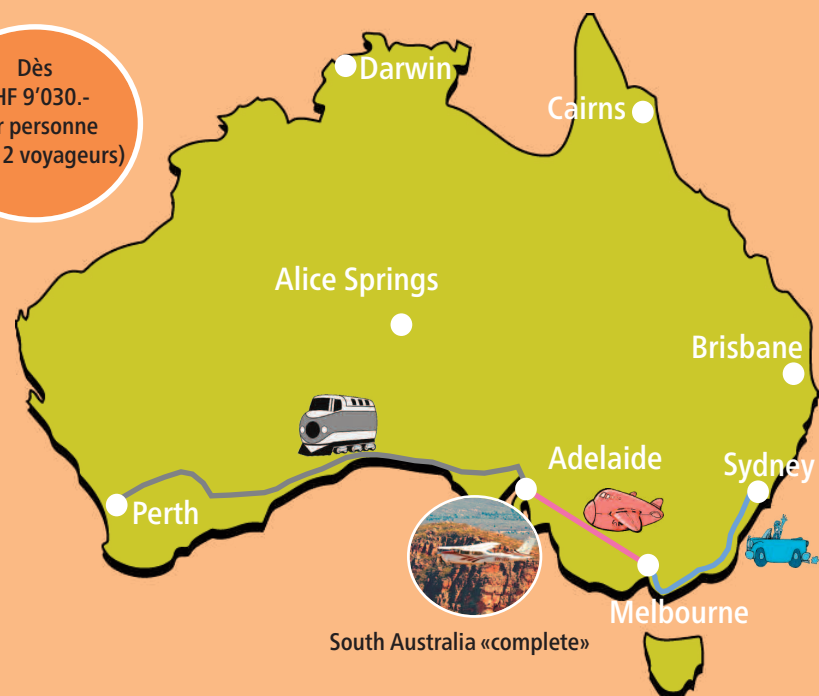 Dès
HF 9'030.-
r personne
2 voyageurs)
Darwin
Cairns
Alice Springs
Brisbane
Adelaide
Sydney
Perth
Melbourne
South Australia «complete»